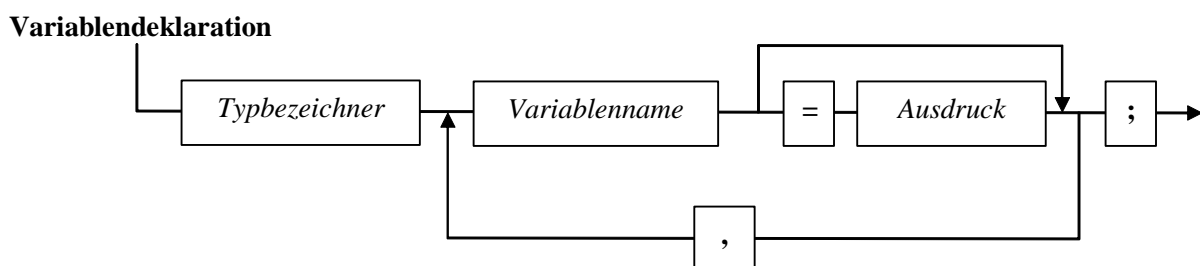 Variablendeklaration
Typbezeichner Variablenname = Ausdruck ;
,